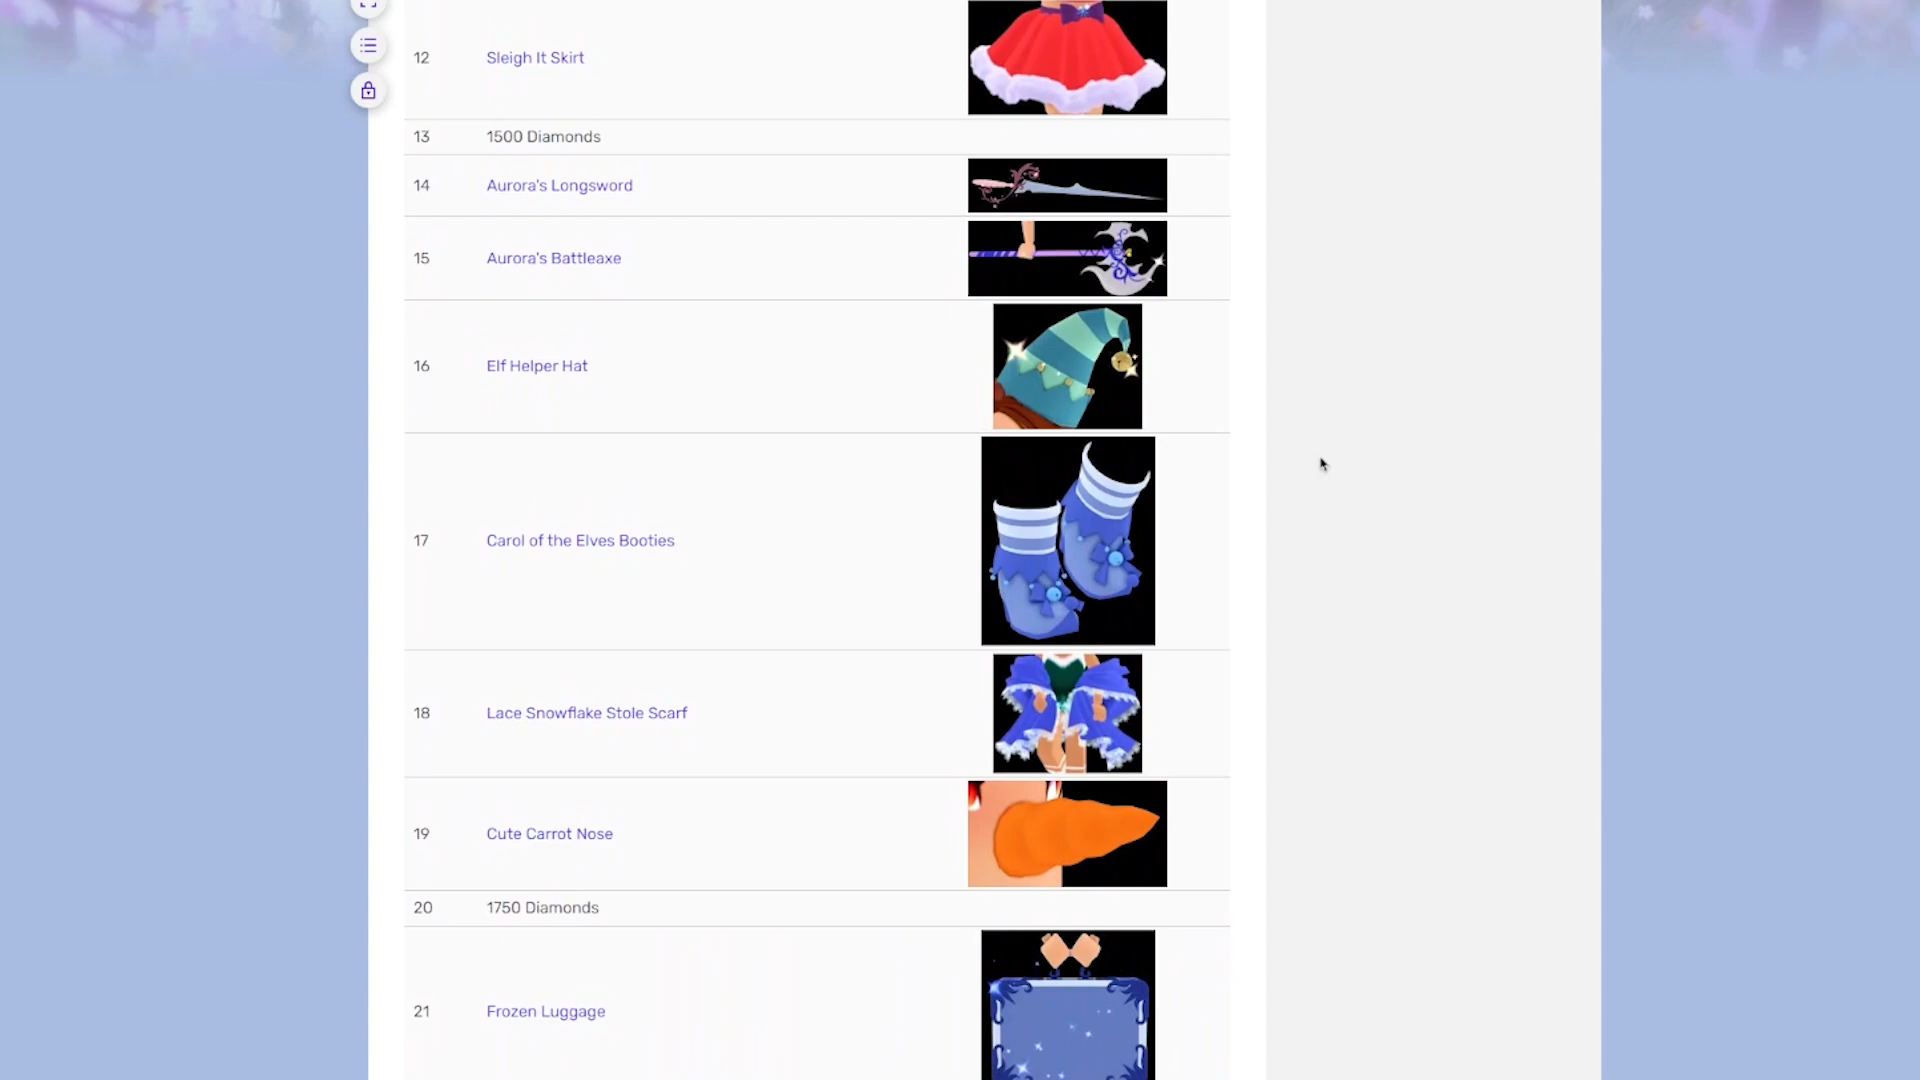 12 Sleigh It Skirt
13 1500 Diamonds
14 Aurora's Longsword
15 Aurora's Battleaxe
16 Elf Helper Hat
17 Carol of the Elves Booties
18 Lace Snowflake Stole Scarf
19 Cute Carrot Nose
20 1750 Diamonds
21 Frozen Luggage